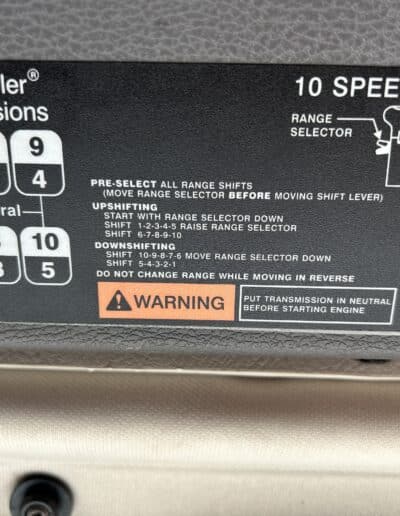 ler®
sions
10 SPEE
RANGE
SELECTOR
9
4
ral
10
5
PRE-SELECT ALL RANGE SHIFTS
(MOVE RANGE SELECTOR BEFORE MOVING SHIFT LEVER)
UPSHIFTING
START WITH RANGE SELECTOR DOWN
SHIFT 1-2-3-4-5 RAISE RANGE SELECTOR
SHIFT 6-7-8-9-10
DOWNSHIFTING
SHIFT 10-9-8-7-6 MOVE RANGE SELECTOR DOWN
SHIFT 5-4-3-2-1
DO NOT CHANGE RANGE WHILE MOVING IN REVERSE
WARNING
PUT TRANSMISSION IN NEUTRAL
BEFORE STARTING ENGINE